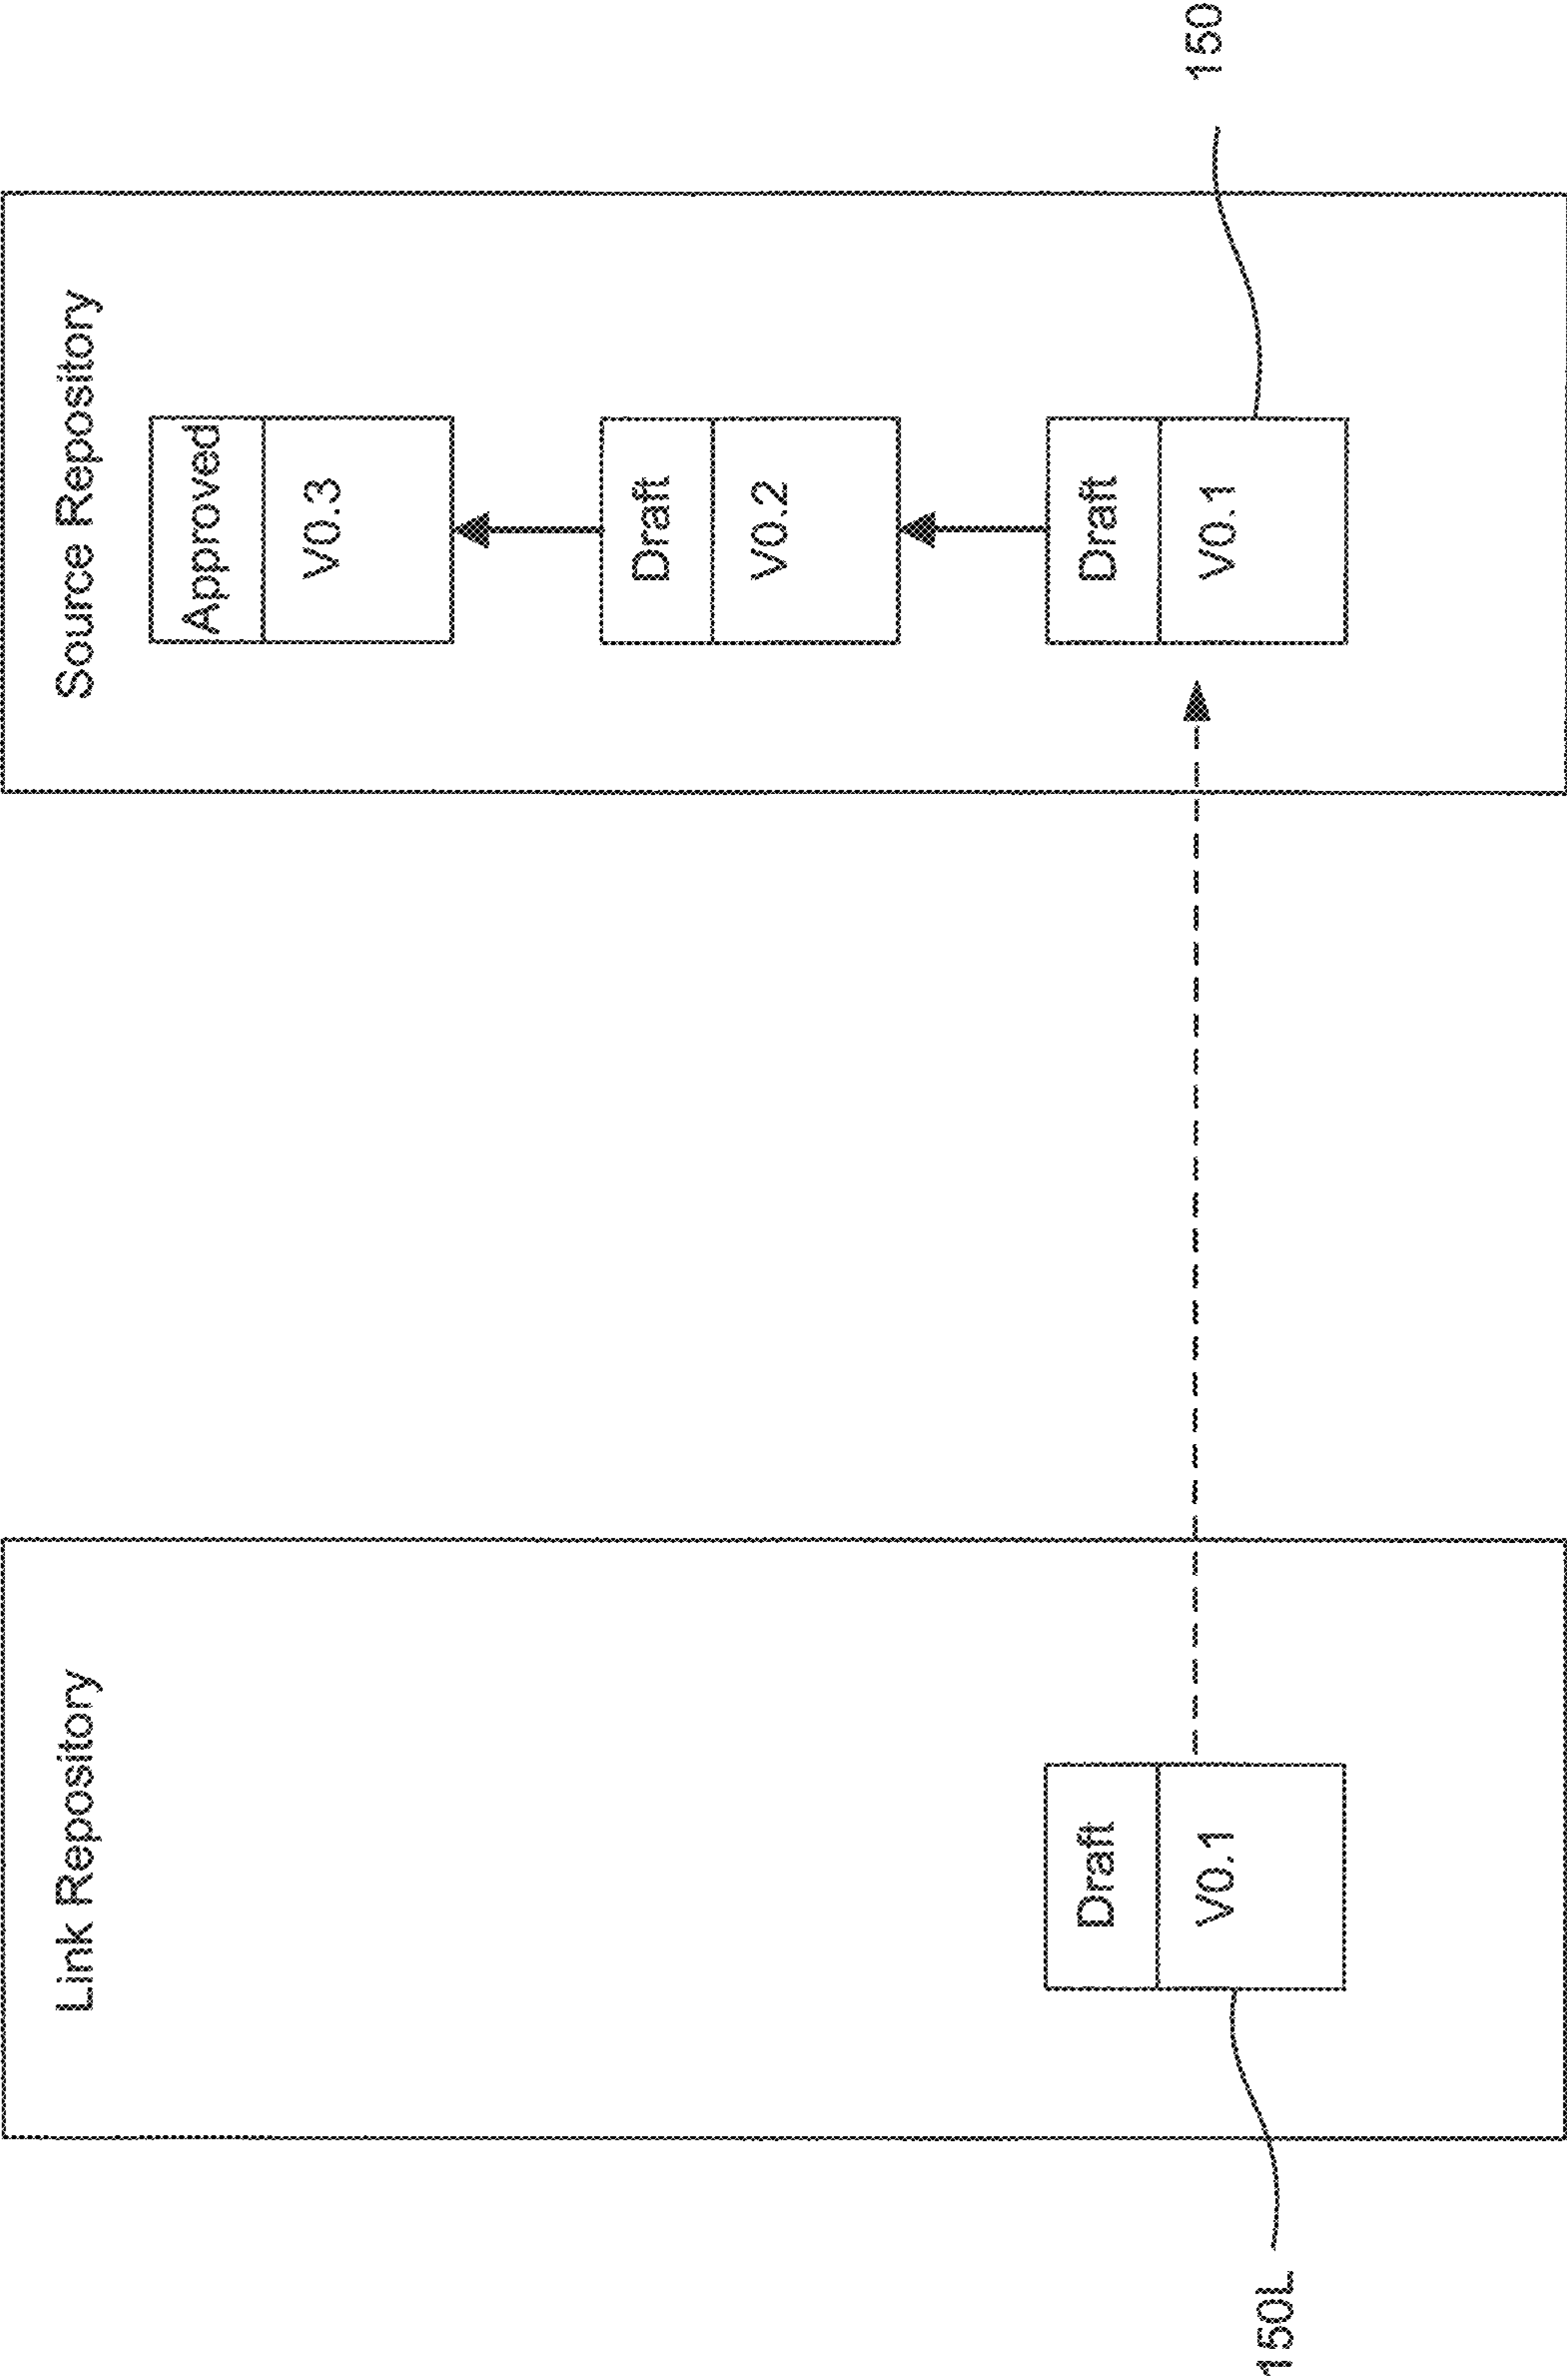 Link Repository
Source Repository
Approved
V0.3
Draft
V0.2
Draft
V0.1
Draft
V0.1
150L
150